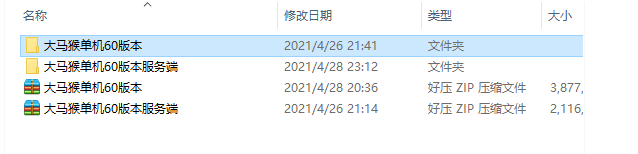 名称 修改日期 类型 大小
大马猴单机60版本 2021/4/26 21:41 文件夹
大马猴单机60版本服务端 2021/4/28 23:12 文件夹
大马猴单机60版本 2021/4/28 20:36 好压 ZIP 压缩文件 3,877,
大马猴单机60版本服务端 2021/4/26 21:14 好压 ZIP 压缩文件 2,116,